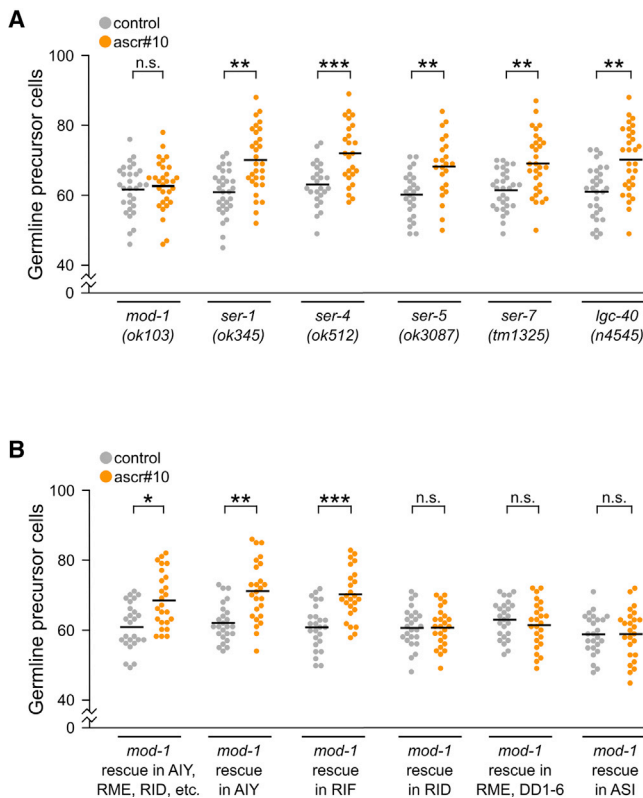 A
control
ascr#10
n.s. ** *** ** ** **
Germline precursor cells
100
80
60
40
0
mod-1 ser-1 ser-4 ser-5 ser-7 lgc-40
(ok103) (ok345) (ok512) (ok3087) (tm1325) (n4545)
B
control
ascr#10
* ** *** n.s. n.s. n.s.
Germline precursor cells
100
80
60
40
0
mod-1 mod-1 mod-1 mod-1 mod-1 mod-1
rescue in AIY, rescue rescue rescue rescue in rescue
RME, RID, etc. in AIY in RIF in RID RME, DD1-6 in ASI